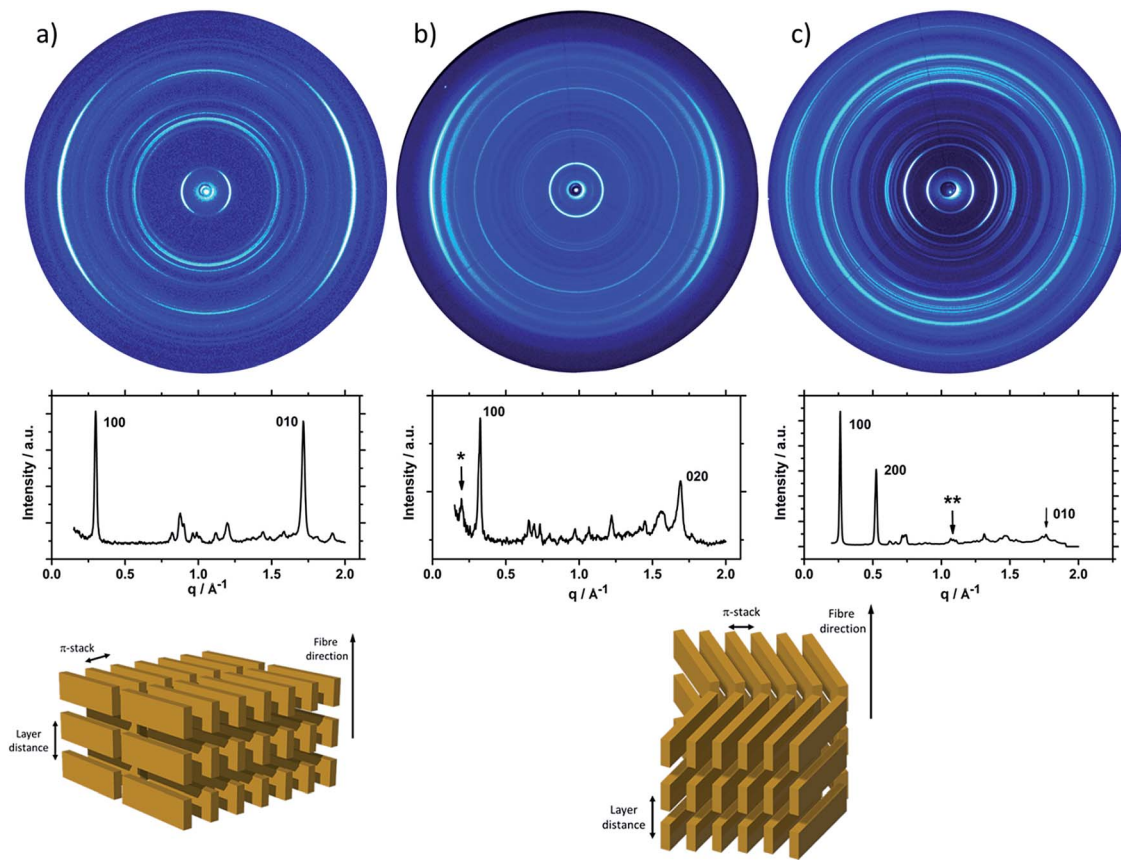 a)
b)
c)
100
010
Intensity / a.u.
0.0
0.5
1.0
1.5
2.0
q / A⁻¹
*
100
020
Intensity / a.u.
0.0
0.5
1.0
1.5
2.0
q / A⁻¹
100
200
**
010
Intensity / a.u.
0.0
0.5
1.0
1.5
2.0
q / A⁻¹
π-stack
Fibre
direction
Layer
distance
π-stack
Fibre
direction
Layer
distance